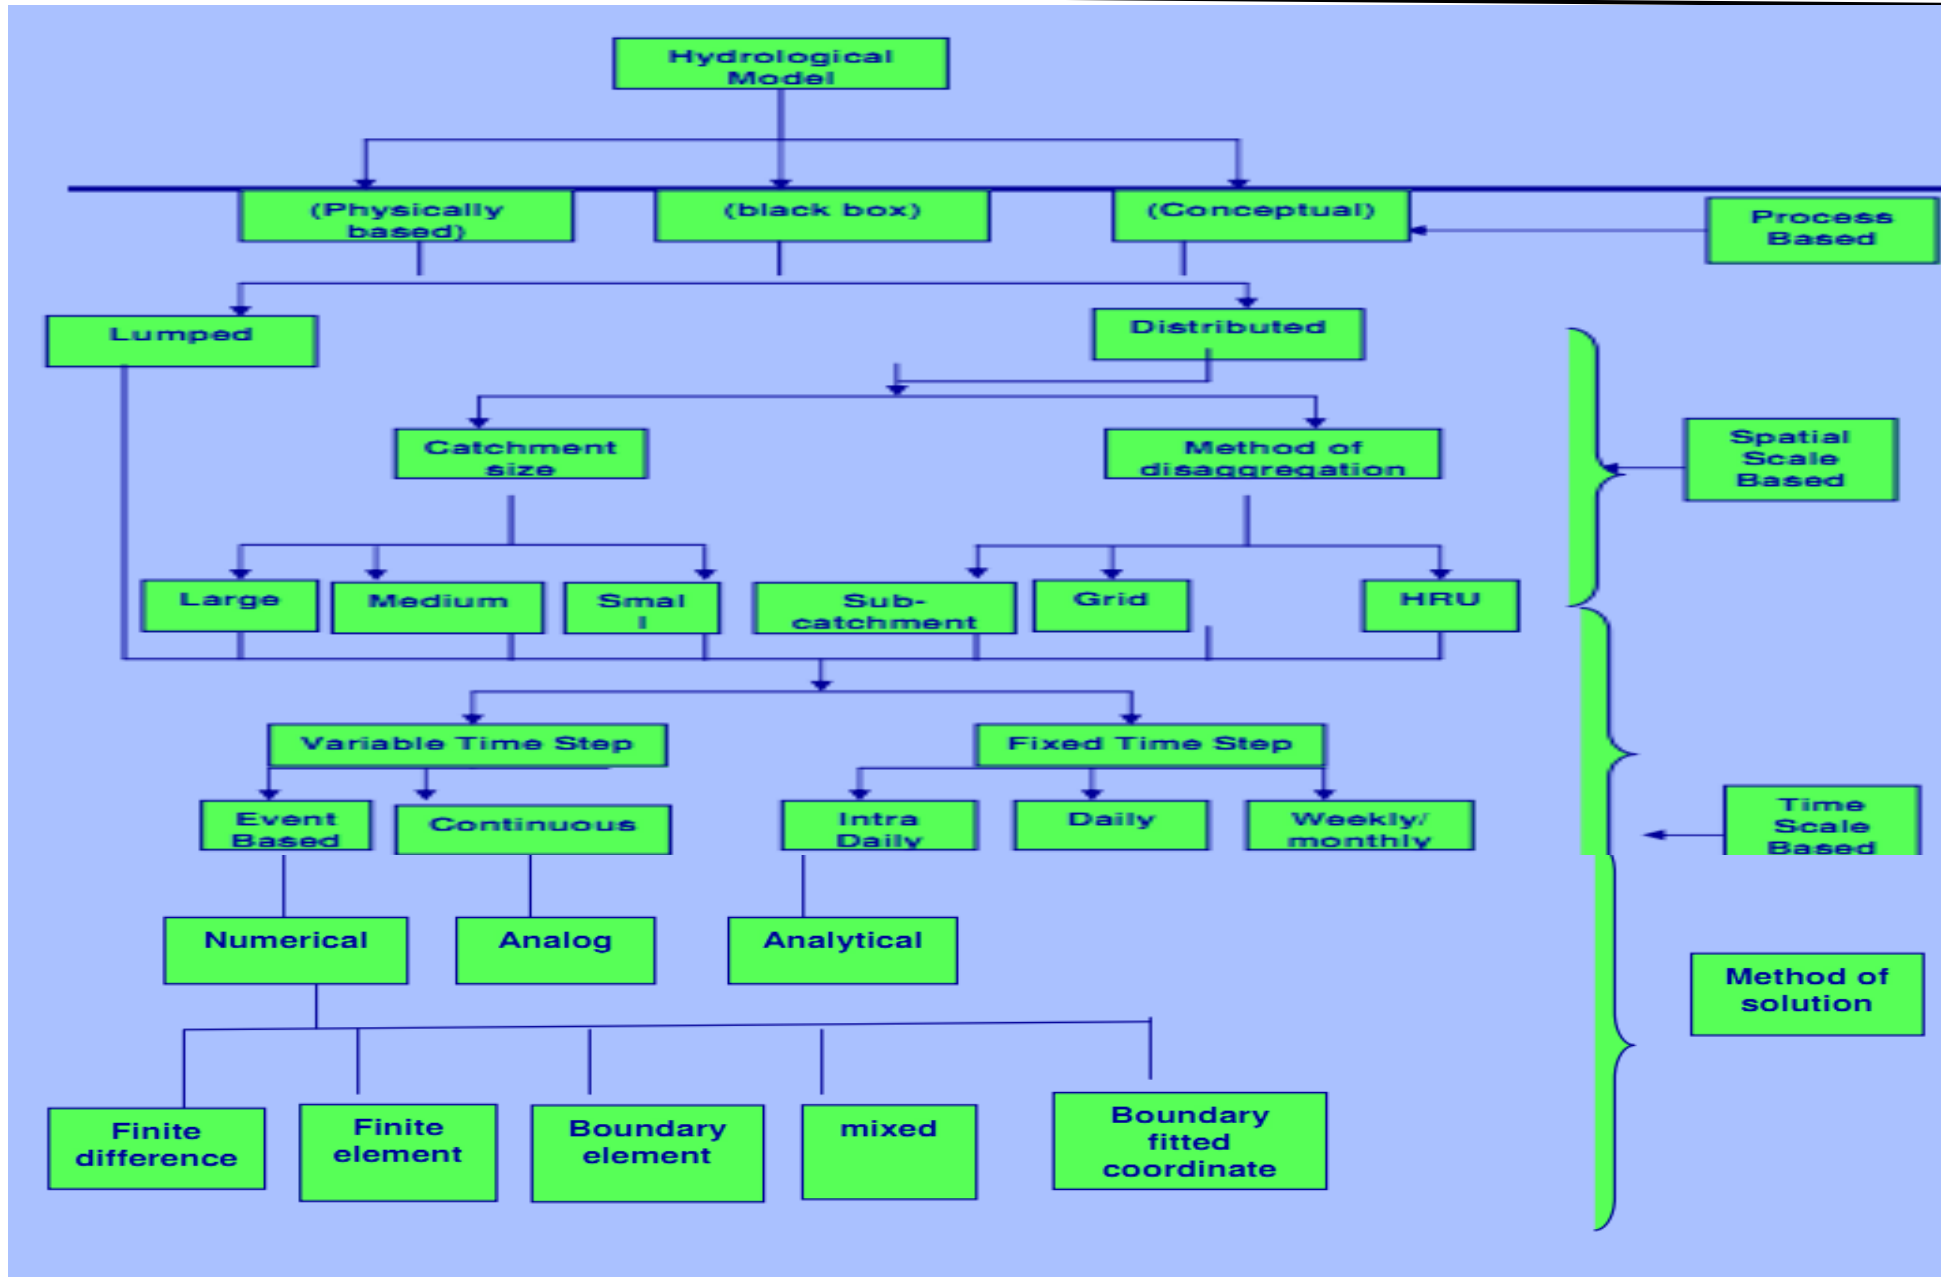 Hydrological
Model
(Physically
based)
(black box)
(Conceptual)
Process
Based
Lumped
Distributed
Catchment
size
Method of
disaggregation
Spatial
Scale
Based
Large
Medium
Smal
l
Sub-
catchment
Grid
HRU
Variable Time Step
Fixed Time Step
Event
Based
Continuous
Intra
Daily
Daily
Weekly/
monthly
Time
Scale
Based
Numerical
Analog
Analytical
Method of
solution
Finite
difference
Finite
element
Boundary
element
mixed
Boundary
fitted
coordinate